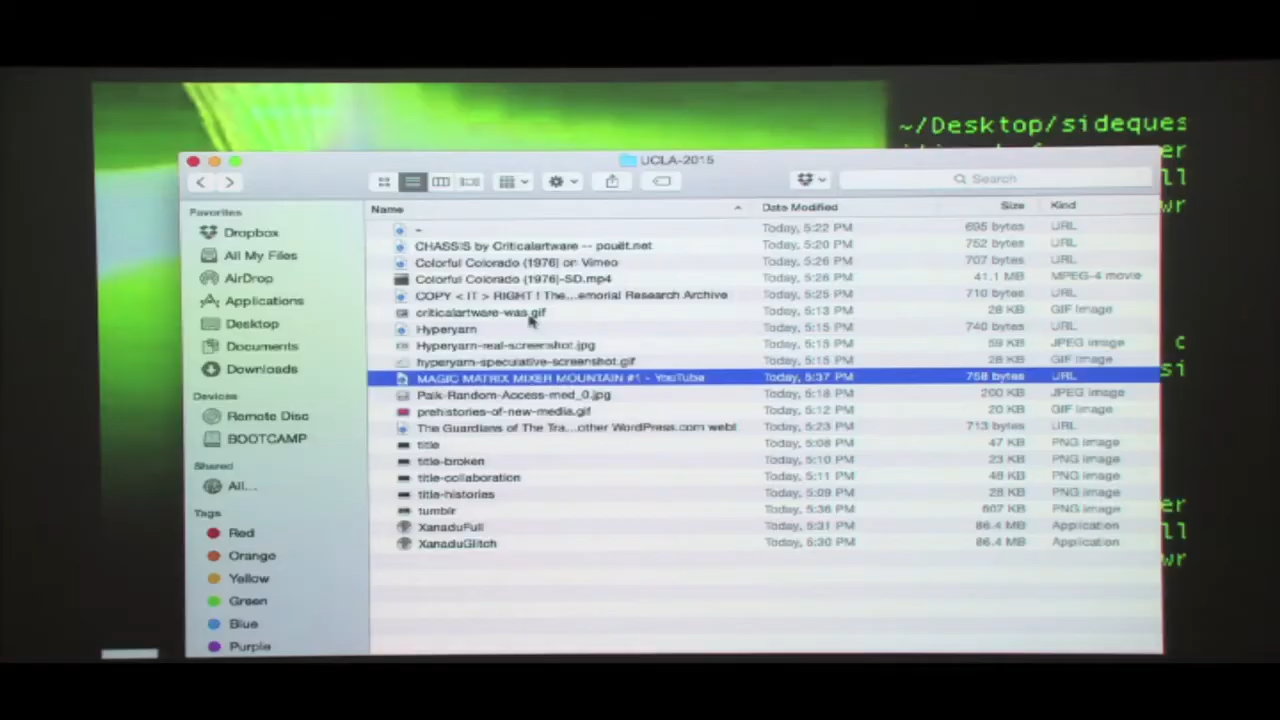 ~/Desktop/sideques
UCLA-2015
Search
Favorites
Dropbox
All My Files
AirDrop
Applications
Desktop
Documents
Downloads
Devices
Remote Disc
BOOTCAMP
Shared
All...
Tags
Red
Orange
Yellow
Green
Blue
Purple
Name Date Modified Size Kind
- Today, 5:22 PM 695 bytes URL
CHASSIS by Criticalartware -- pouët.net Today, 5:20 PM 752 bytes URL
Colorful Colorado (1976) on Vimeo Today, 5:26 PM 707 bytes URL
Colorful Colorado (1976)-SD.mp4 Today, 5:26 PM 41.1 MB MPEG-4 movie
COPY < IT > RIGHT ! The...emorial Research Archive Today, 5:25 PM 710 bytes URL
criticalartware-was.gif Today, 5:13 PM 28 KB GIF Image
Hyperyarn Today, 5:15 PM 740 bytes URL
Hyperyarn-real-screenshot.jpg Today, 5:15 PM 59 KB JPEG image
hyperyarn-speculative-screenshot.gif Today, 5:15 PM 28 KB GIF Image
MAGIC MATRIX MIXER MOUNTAIN #1 - YouTube Today, 5:37 PM 758 bytes URL
Paik-Random-Access-med_0.jpg Today, 5:18 PM 200 KB JPEG image
prehistories-of-new-media.gif Today, 5:12 PM 20 KB GIF Image
The Guardians of The Tra...other WordPress.com webl Today, 5:23 PM 713 bytes URL
title Today, 5:08 PM 47 KB PNG image
title-broken Today, 5:10 PM 23 KB PNG image
title-collaboration Today, 5:11 PM 48 KB PNG image
title-histories Today, 5:09 PM 28 KB PNG image
tumblr Today, 5:36 PM 607 KB PNG image
XanaduFull Today, 5:31 PM 86.4 MB Application
XanaduGlitch Today, 5:30 PM 86.4 MB Application